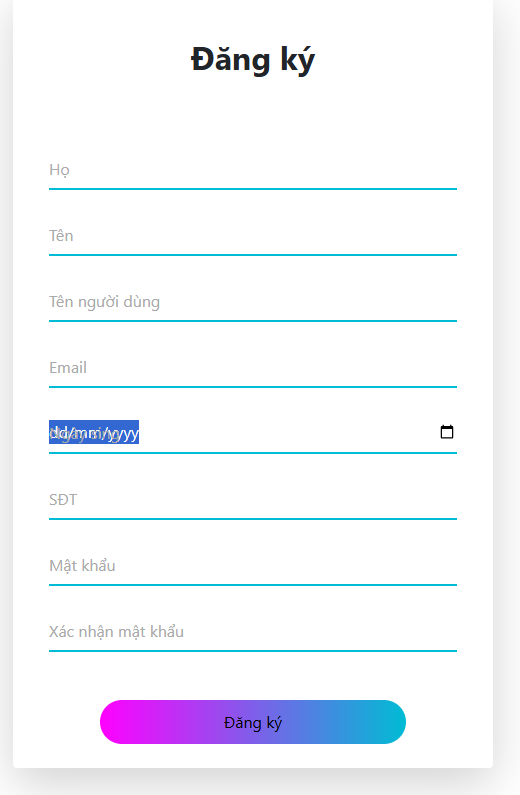 Đăng ký
Họ
Tên
Tên người dùng
Email
dd/mm/yyyy
SĐT
Mật khẩu
Xác nhận mật khẩu
Đăng ký